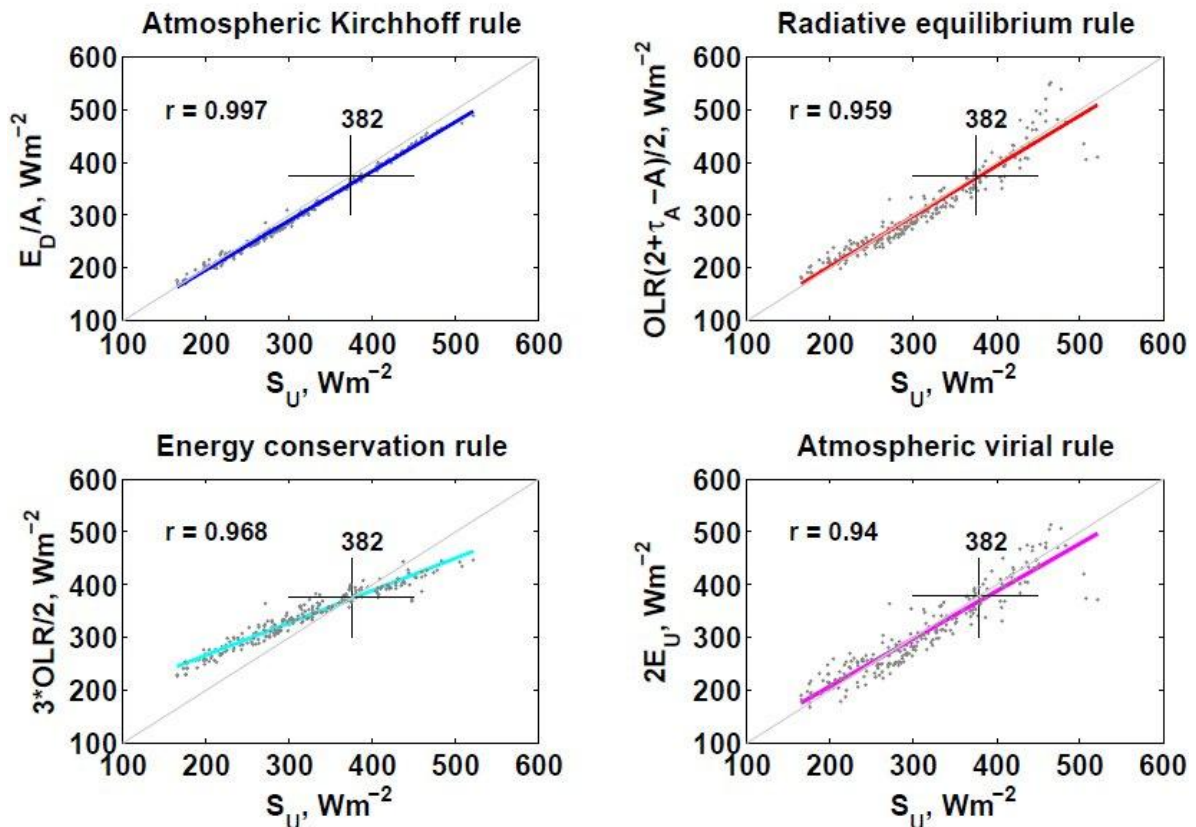 Atmospheric Kirchhoff rule
E_D/A, Wm⁻²
600
500
400
300
200
100
r = 0.997
382
100 200 300 400 500 600
S_U, Wm⁻²
Radiative equilibrium rule
OLR(2+τ_A −A)/2, Wm⁻²
600
500
400
300
200
100
r = 0.959
382
100 200 300 400 500 600
S_U, Wm⁻²
Energy conservation rule
3*OLR/2, Wm⁻²
600
500
400
300
200
100
r = 0.968
382
100 200 300 400 500 600
S_U, Wm⁻²
Atmospheric virial rule
2E_U, Wm⁻²
600
500
400
300
200
100
r = 0.94
382
100 200 300 400 500 600
S_U, Wm⁻²